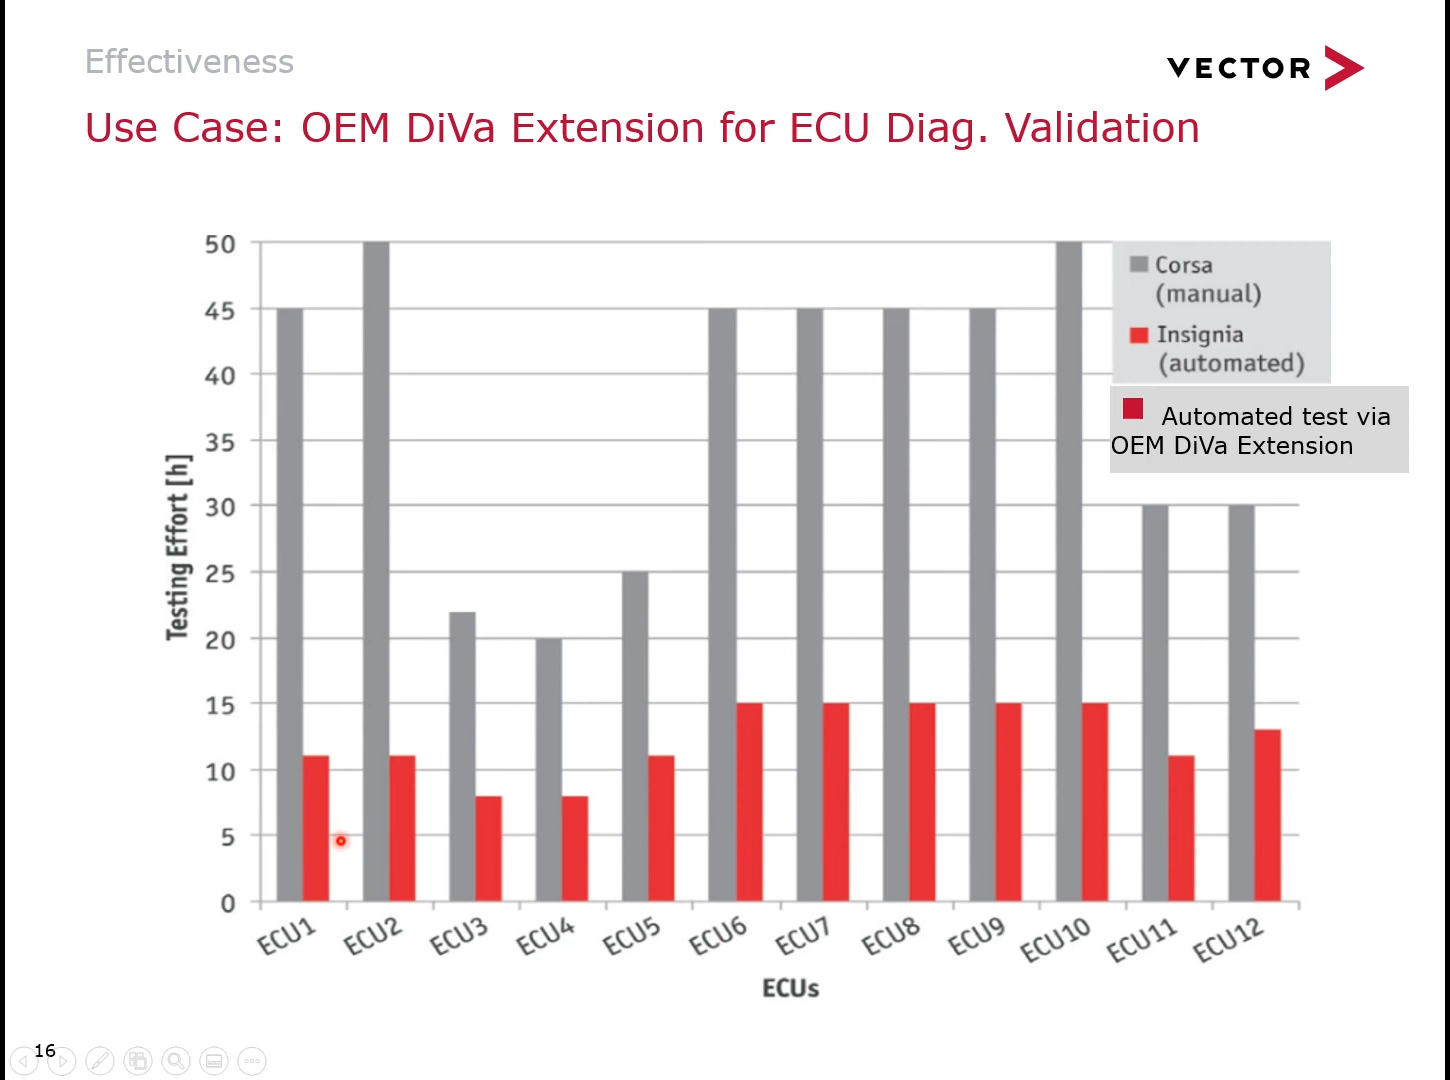 Effectiveness
VECTOR
Use Case: OEM DiVa Extension for ECU Diag. Validation
50
45
40
35
30
25
20
15
10
5
0
Testing Effort [h]
Corsa
(manual)
Insignia
(automated)
Automated test via
OEM DiVa Extension
ECU1
ECU2
ECU3
ECU4
ECU5
ECU6
ECU7
ECU8
ECU9
ECU10
ECU11
ECU12
ECUs
16